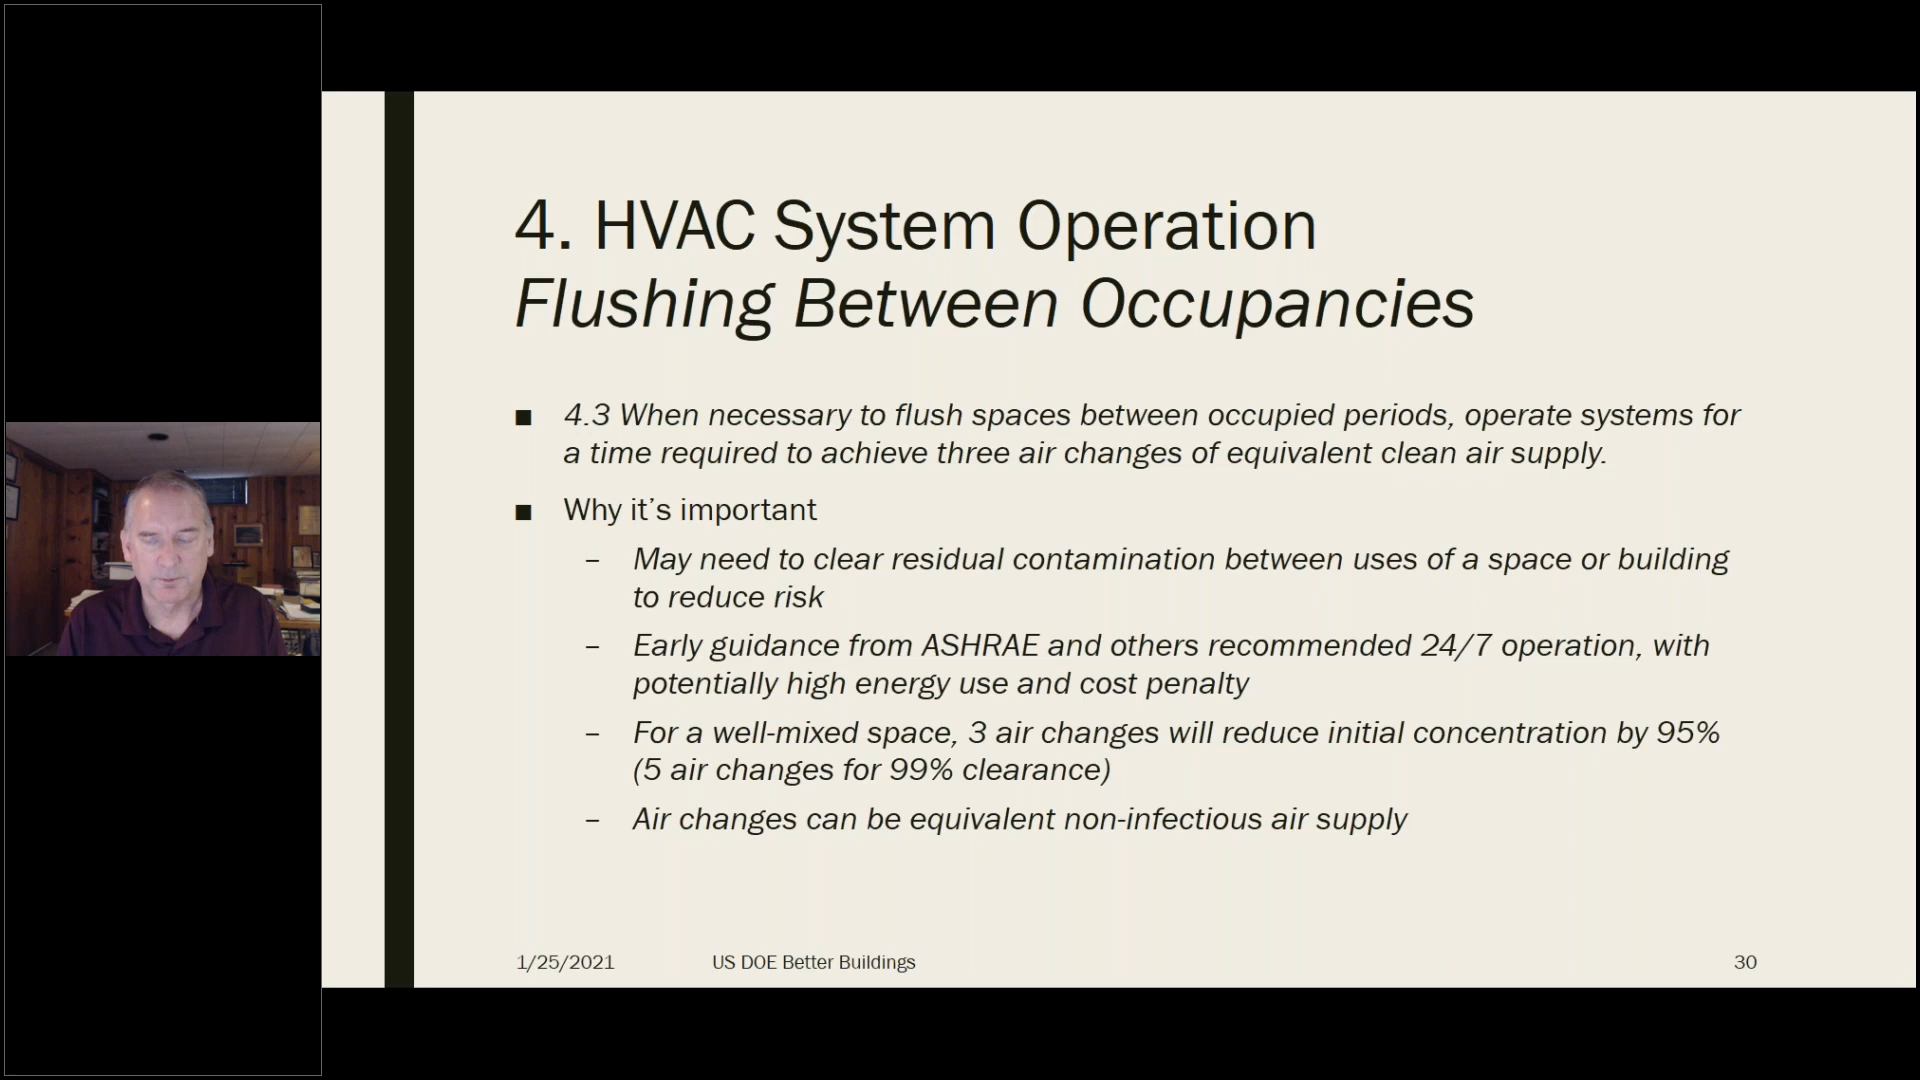 4. HVAC System Operation
Flushing Between Occupancies
■ 4.3 When necessary to flush spaces between occupied periods, operate systems for
a time required to achieve three air changes of equivalent clean air supply.
■ Why it’s important
– May need to clear residual contamination between uses of a space or building
to reduce risk
– Early guidance from ASHRAE and others recommended 24/7 operation, with
potentially high energy use and cost penalty
– For a well-mixed space, 3 air changes will reduce initial concentration by 95%
(5 air changes for 99% clearance)
– Air changes can be equivalent non-infectious air supply
1/25/2021 US DOE Better Buildings 30